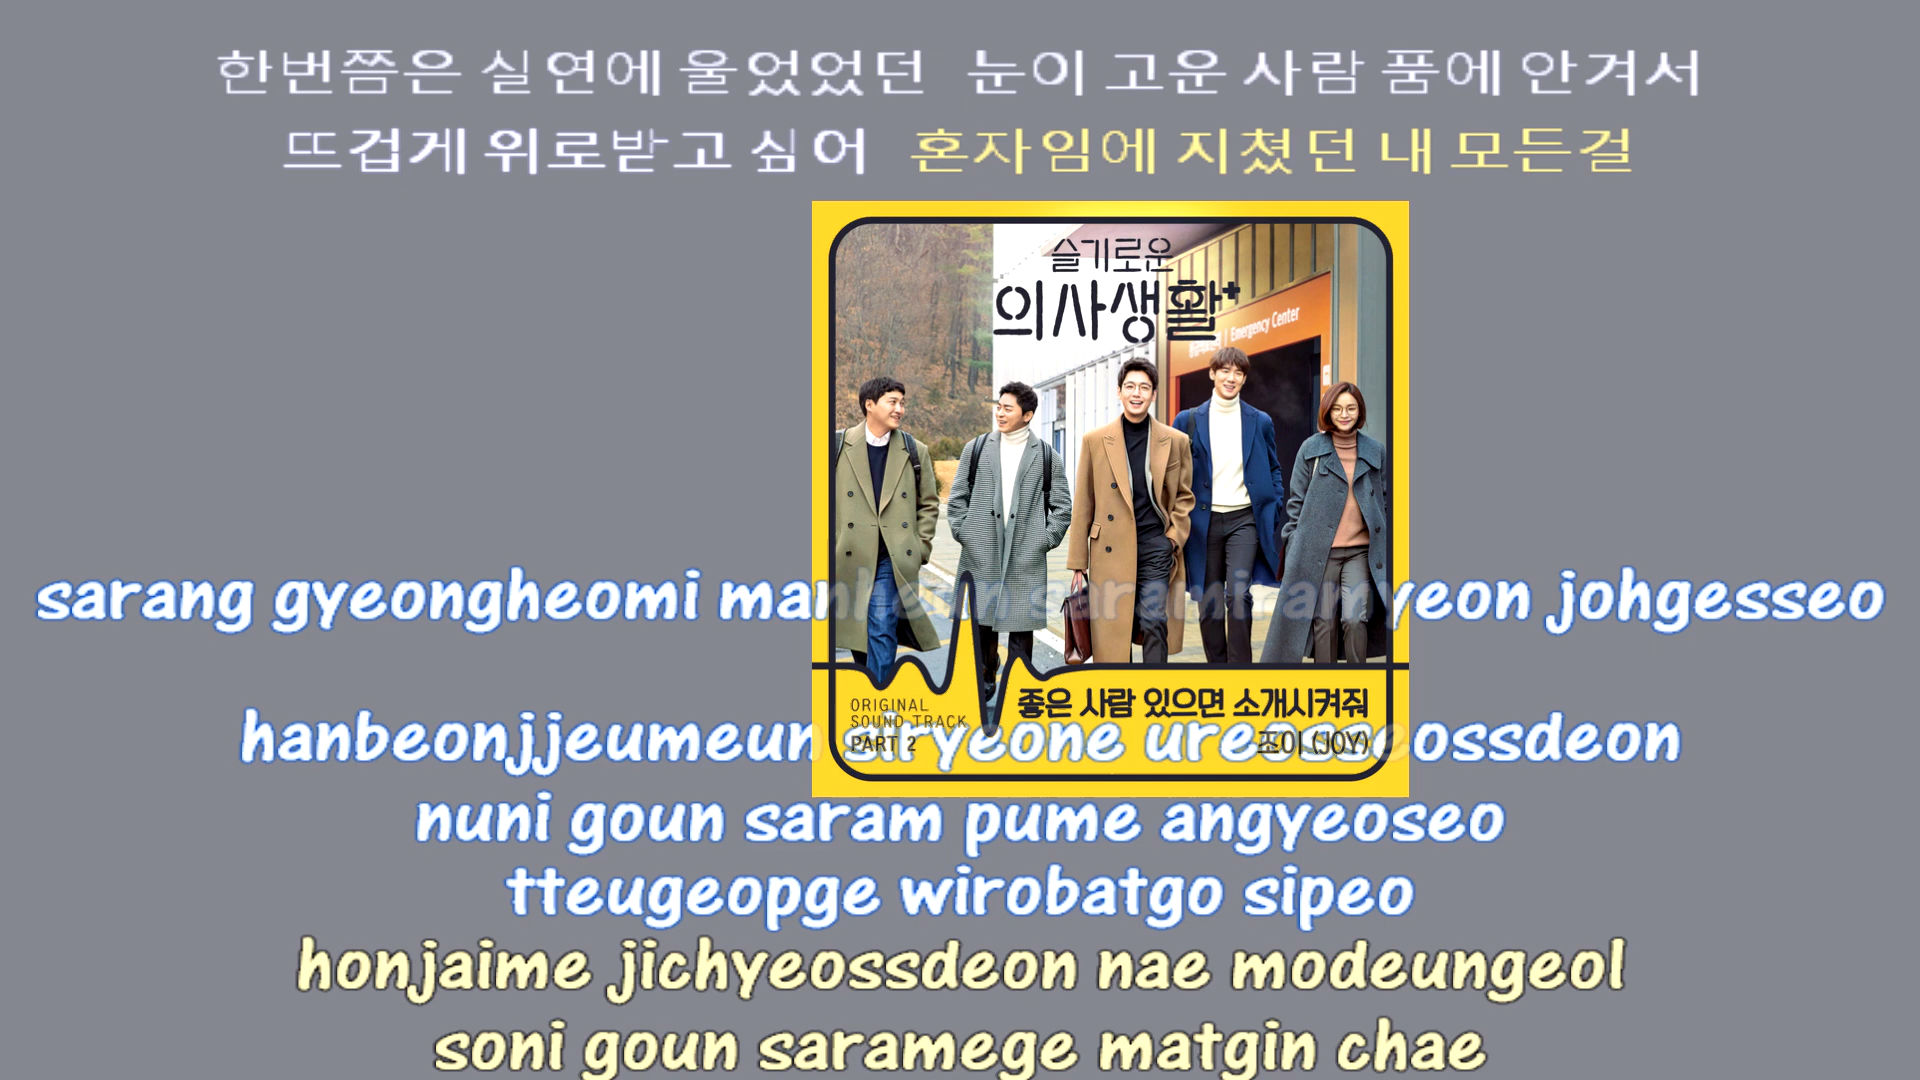 한번쯤은 실연에 울었었던 눈이 고운 사람 품에 안겨서
뜨겁게 위로받고 싶어 혼자임에 지쳤던 내 모든걸
슬기로운
의사생활+
Emergency Center
sarang gyeongheomi manheun saramiramyeon johgesseo
ORIGINAL
SOUND TRACK
PART 2
좋은 사람 있으면 소개시켜줘
조이 (JOY)
hanbeonjjeumeun siryeone ureosseossdeon
nuni goun saram pume angyeoseo
tteugeopge wirobatgo sipeo
honjaime jichyeossdeon nae modeungeol
soni goun saramege matgin chae